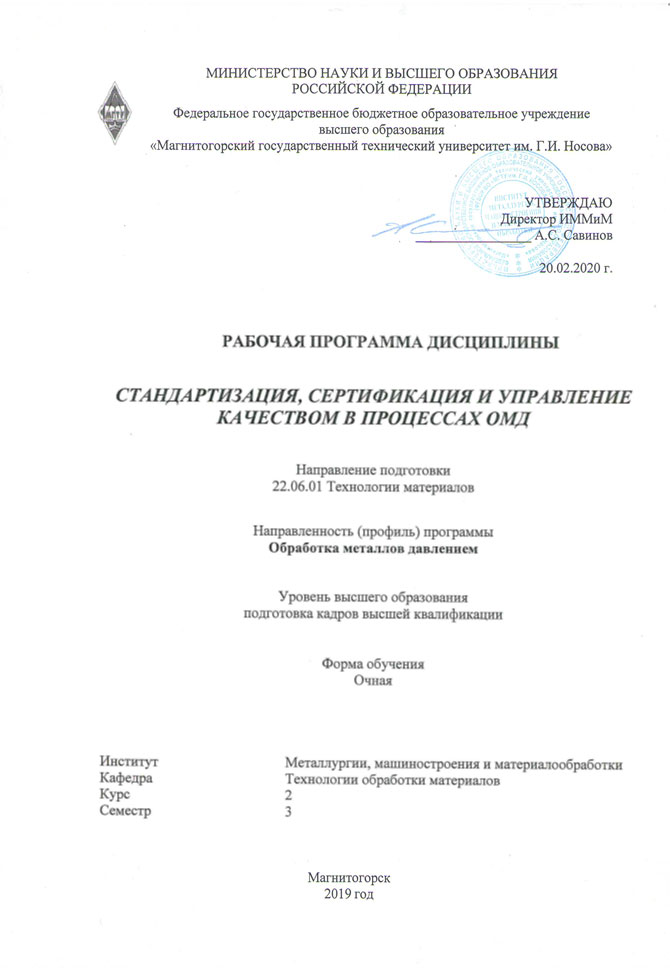 МИНИСТЕРСТВО НАУКИ И ВЫСШЕГО ОБРАЗОВАНИЯ
РОССИЙСКОЙ ФЕДЕРАЦИИ
Федеральное государственное бюджетное образовательное учреждение
высшего образования
«Магнитогорский государственный технический университет им. Г.И. Носова»
УТВЕРЖДАЮ
Директор ИММиМ
А.С. Савинов
20.02.2020 г.
РАБОЧАЯ ПРОГРАММА ДИСЦИПЛИНЫ
СТАНДАРТИЗАЦИЯ, СЕРТИФИКАЦИЯ И УПРАВЛЕНИЕ
КАЧЕСТВОМ В ПРОЦЕССАХ ОМД
Направление подготовки
22.06.01 Технологии материалов
Направленность (профиль) программы
Обработка металлов давлением
Уровень высшего образования
подготовка кадров высшей квалификации
Форма обучения
Очная
Институт Металлургии, машиностроения и материалообработки
Кафедра Технологии обработки материалов
Курс 2
Семестр 3
Магнитогорск
2019 год